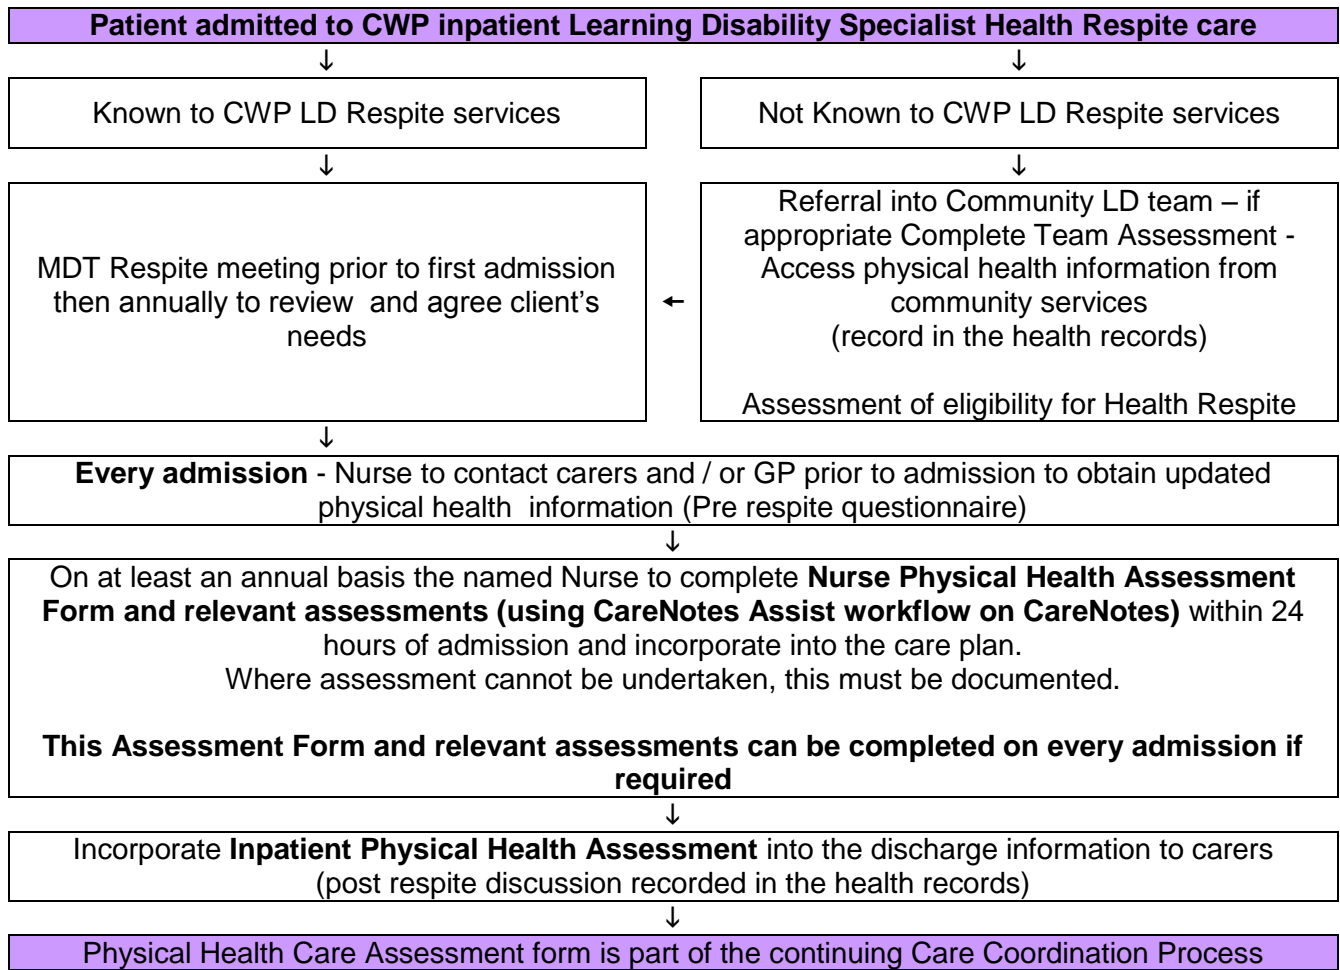 Patient admitted to CWP inpatient Learning Disability Specialist Health Respite care
↓ ↓
Known to CWP LD Respite services
Not Known to CWP LD Respite services
↓ ↓
MDT Respite meeting prior to first admission
then annually to review and agree client's
needs
←
Referral into Community LD team – if
appropriate Complete Team Assessment -
Access physical health information from
community services
(record in the health records)
Assessment of eligibility for Health Respite
↓
Every admission - Nurse to contact carers and / or GP prior to admission to obtain updated
physical health information (Pre respite questionnaire)
↓
On at least an annual basis the named Nurse to complete Nurse Physical Health Assessment
Form and relevant assessments (using CareNotes Assist workflow on CareNotes) within 24
hours of admission and incorporate into the care plan.
Where assessment cannot be undertaken, this must be documented.
This Assessment Form and relevant assessments can be completed on every admission if
required
↓
Incorporate Inpatient Physical Health Assessment into the discharge information to carers
(post respite discussion recorded in the health records)
↓
Physical Health Care Assessment form is part of the continuing Care Coordination Process